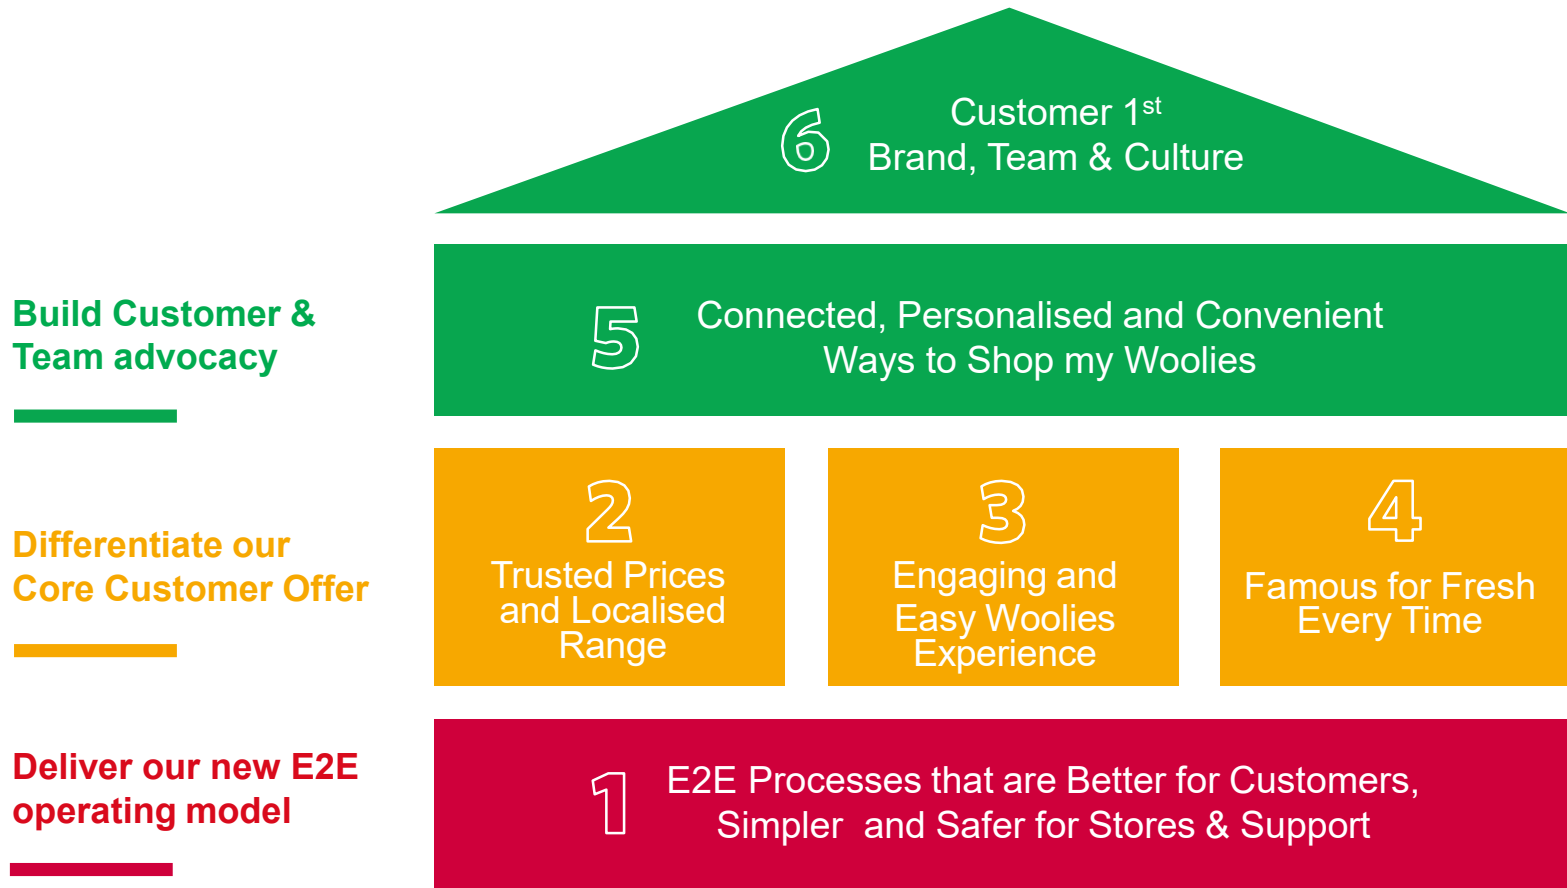 6
Customer 1st
Brand, Team & Culture
Build Customer &
Team advocacy
5
Connected, Personalised and Convenient
Ways to Shop my Woolies
Differentiate our
Core Customer Offer
2
Trusted Prices
and Localised
Range
3
Engaging and
Easy Woolies
Experience
4
Famous for Fresh
Every Time
Deliver our new E2E
operating model
1
E2E Processes that are Better for Customers,
Simpler and Safer for Stores & Support